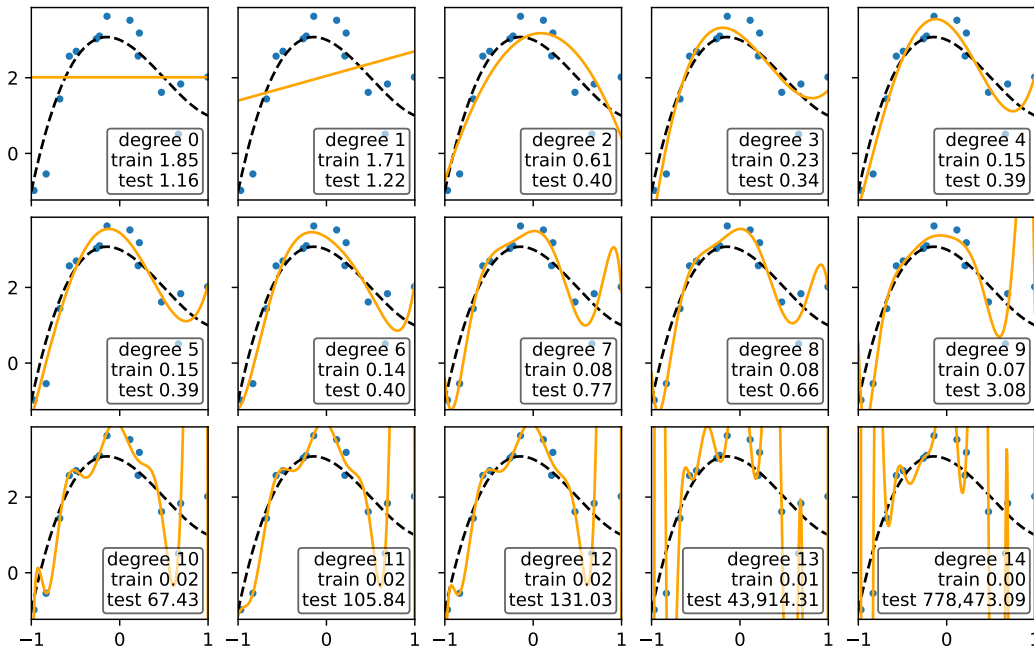 2
0
degree 0
train 1.85
test 1.16
degree 1
train 1.71
test 1.22
degree 2
train 0.61
test 0.40
degree 3
train 0.23
test 0.34
degree 4
train 0.15
test 0.39
2
0
degree 5
train 0.15
test 0.39
degree 6
train 0.14
test 0.40
degree 7
train 0.08
test 0.77
degree 8
train 0.08
test 0.66
degree 9
train 0.07
test 3.08
2
0
degree 10
train 0.02
test 67.43
degree 11
train 0.02
test 105.84
degree 12
train 0.02
test 131.03
degree 13
train 0.01
test 43,914.31
degree 14
train 0.00
test 778,473.09
−1 0 1
−1 0 1
−1 0 1
−1 0 1
−1 0 1